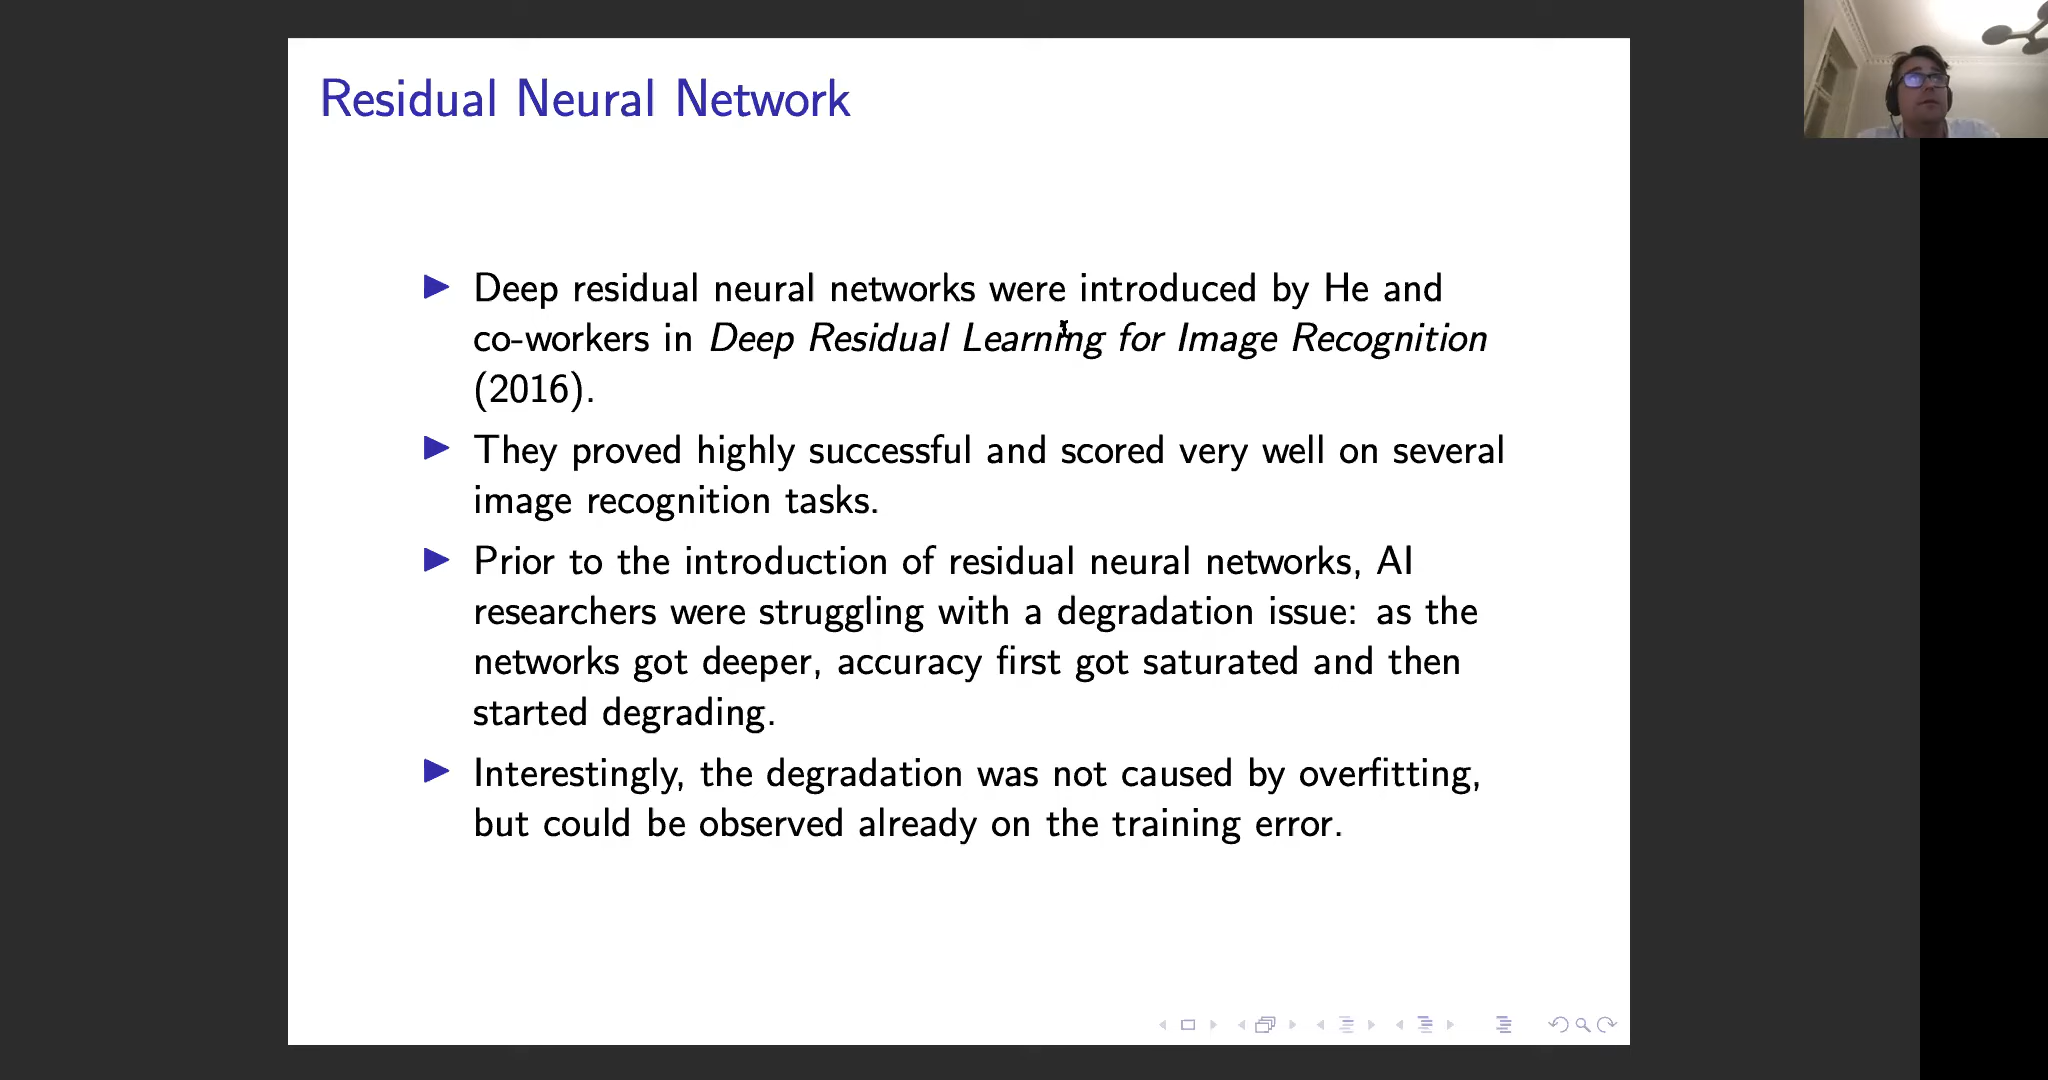 Residual Neural Network
Deep residual neural networks were introduced by He and
co-workers in Deep Residual Learning for Image Recognition
(2016).
They proved highly successful and scored very well on several
image recognition tasks.
Prior to the introduction of residual neural networks, AI
researchers were struggling with a degradation issue: as the
networks got deeper, accuracy first got saturated and then
started degrading.
Interestingly, the degradation was not caused by overfitting,
but could be observed already on the training error.